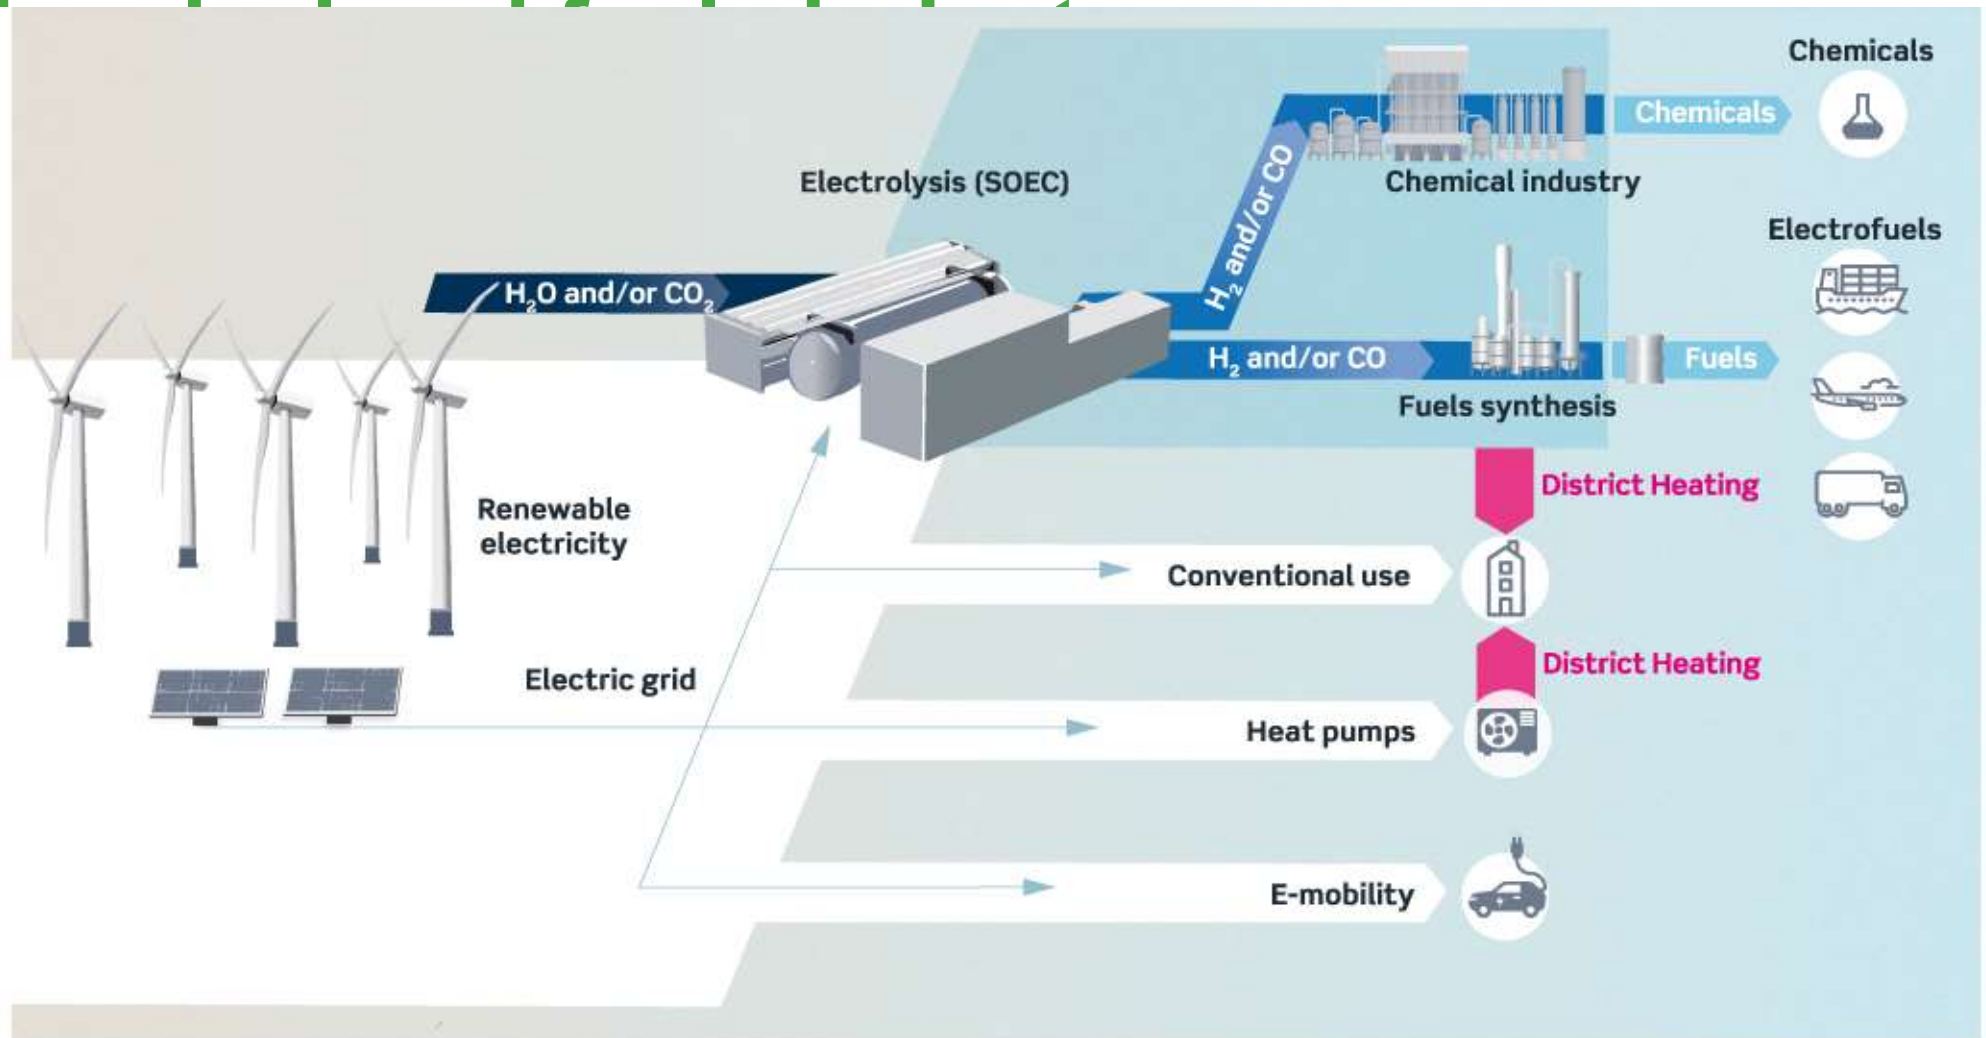 Chemicals
Chemicals
H₂ and/or CO
Electrolysis (SOEC)
Chemical industry
Electrofuels
H₂O and/or CO₂
H₂ and/or CO
Fuels
Fuels synthesis
District Heating
Renewable
electricity
Conventional use
District Heating
Electric grid
Heat pumps
E-mobility